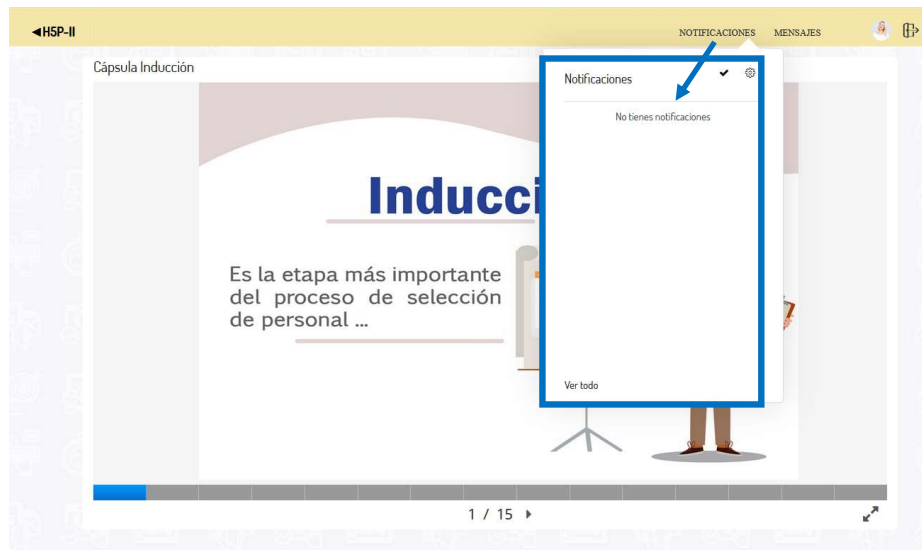 ◄H5P-II
NOTIFICACIONES MENSAJES
Cápsula Inducción
Notificaciones
No tienes notificaciones
Inducci
Es la etapa más importante
del proceso de selección
de personal ...
Ver todo
1 / 15